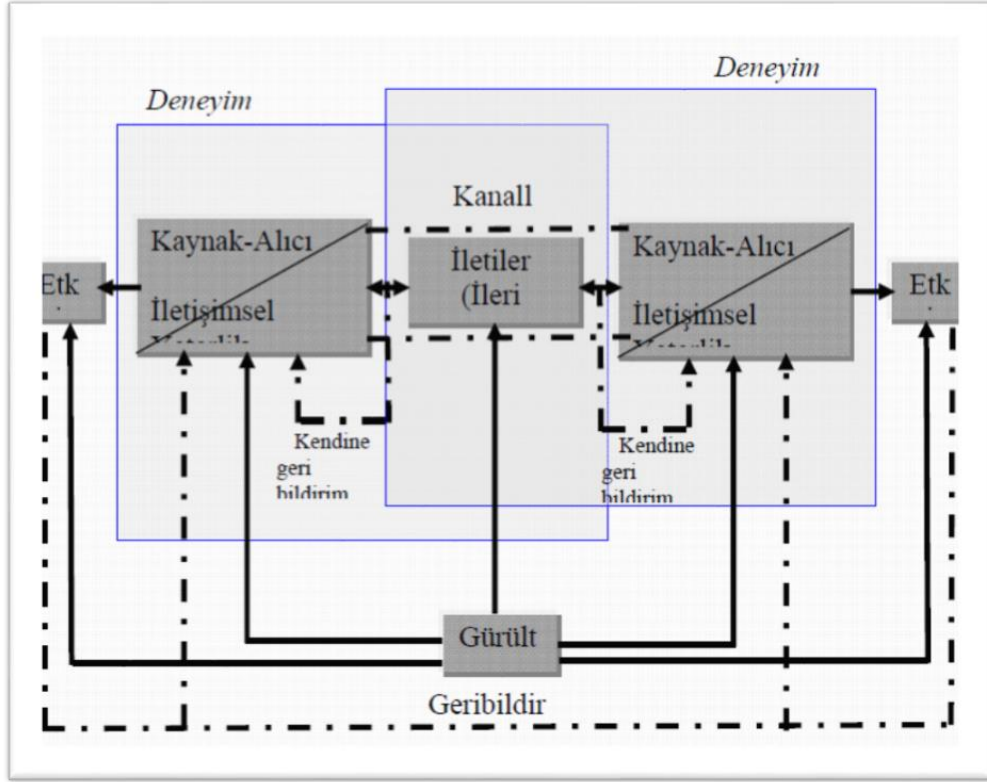 Deneyim
Deneyim
Kanall
Kaynak-Alıcı
İletişimsel
İletiler
(İleri
Kaynak-Alıcı
İletişimsel
Etk
Etk
Kendine
geri
bildirim
Kendine
geri
bildirim
Gürült
Geribildir